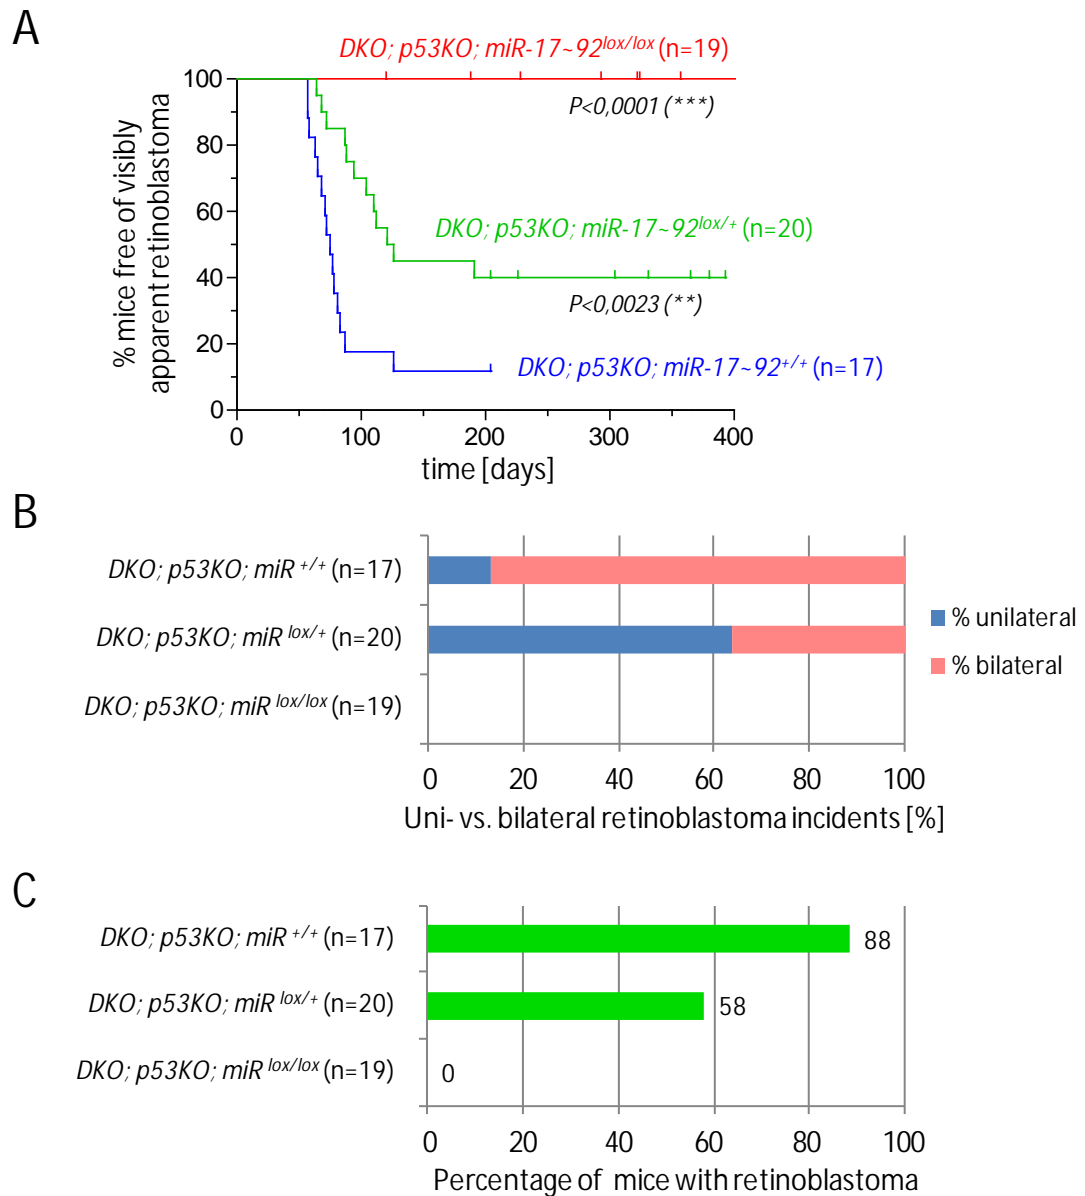 A
DKO; p53KO; miR-17~92lox/lox (n=19)
100
P<0,0001 (***)
80
60
DKO; p53KO; miR-17~92lox/+ (n=20)
40
P<0,0023 (**)
20
DKO; p53KO; miR-17~92+/+ (n=17)
0
% mice free of visibly
apparent retinoblastoma
0 100 200 300 400
time [days]
B
DKO; p53KO; miR +/+ (n=17)
DKO; p53KO; miR lox/+ (n=20)
DKO; p53KO; miR lox/lox (n=19)
% unilateral
% bilateral
0 20 40 60 80 100
Uni- vs. bilateral retinoblastoma incidents [%]
C
DKO; p53KO; miR +/+ (n=17) 88
DKO; p53KO; miR lox/+ (n=20) 58
DKO; p53KO; miR lox/lox (n=19) 0
0 20 40 60 80 100
Percentage of mice with retinoblastoma